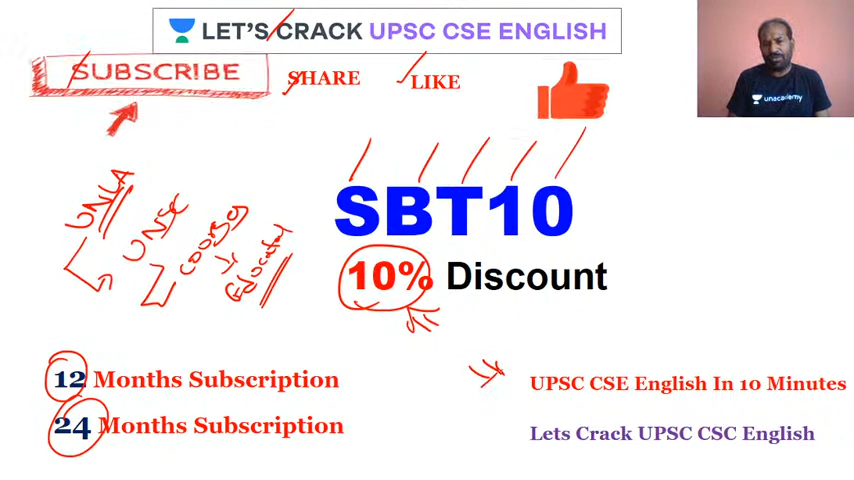 LET'S CRACK UPSC CSE ENGLISH
SUBSCRIBE
SHARE
LIKE
unacademy
SBT10
10% Discount
12 Months Subscription
24 Months Subscription
UPSC CSE English In 10 Minutes
Lets Crack UPSC CSC English